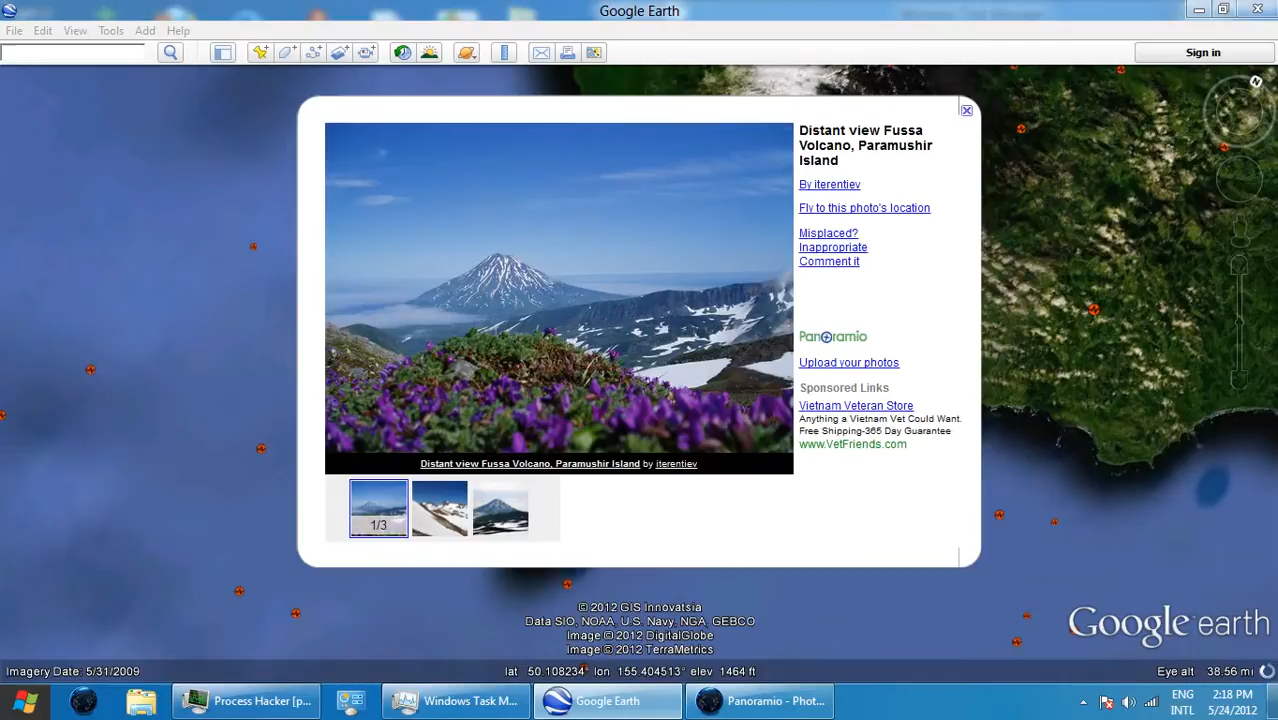 Google Earth
File Edit View Tools Add Help
Sign in
N
Distant view Fussa
Volcano, Paramushir
Island
By iterentiev
Fly to this photo's location
Misplaced?
Inappropriate
Comment it
Panoramio
Upload your photos
Sponsored Links
Vietnam Veteran Store
Anything a Vietnam Vet Could Want.
Free Shipping-365 Day Guarantee
www.VetFriends.com
Distant view Fussa Volcano, Paramushir Island by iterentiev
1/3
© 2012 GIS Innovatsia
Data SIO, NOAA, U.S. Navy, NGA, GEBCO
Image © 2012 DigitalGlobe
Image © 2012 TerraMetrics
Google earth
Imagery Date: 5/31/2009 lat 50.108234° lon 155.404513° elev 1464 ft Eye alt 38.56 mi
Process Hacker [p... Windows Task M... Google Earth Panoramio - Phot... ENG 2:18 PM
INTL 5/24/2012